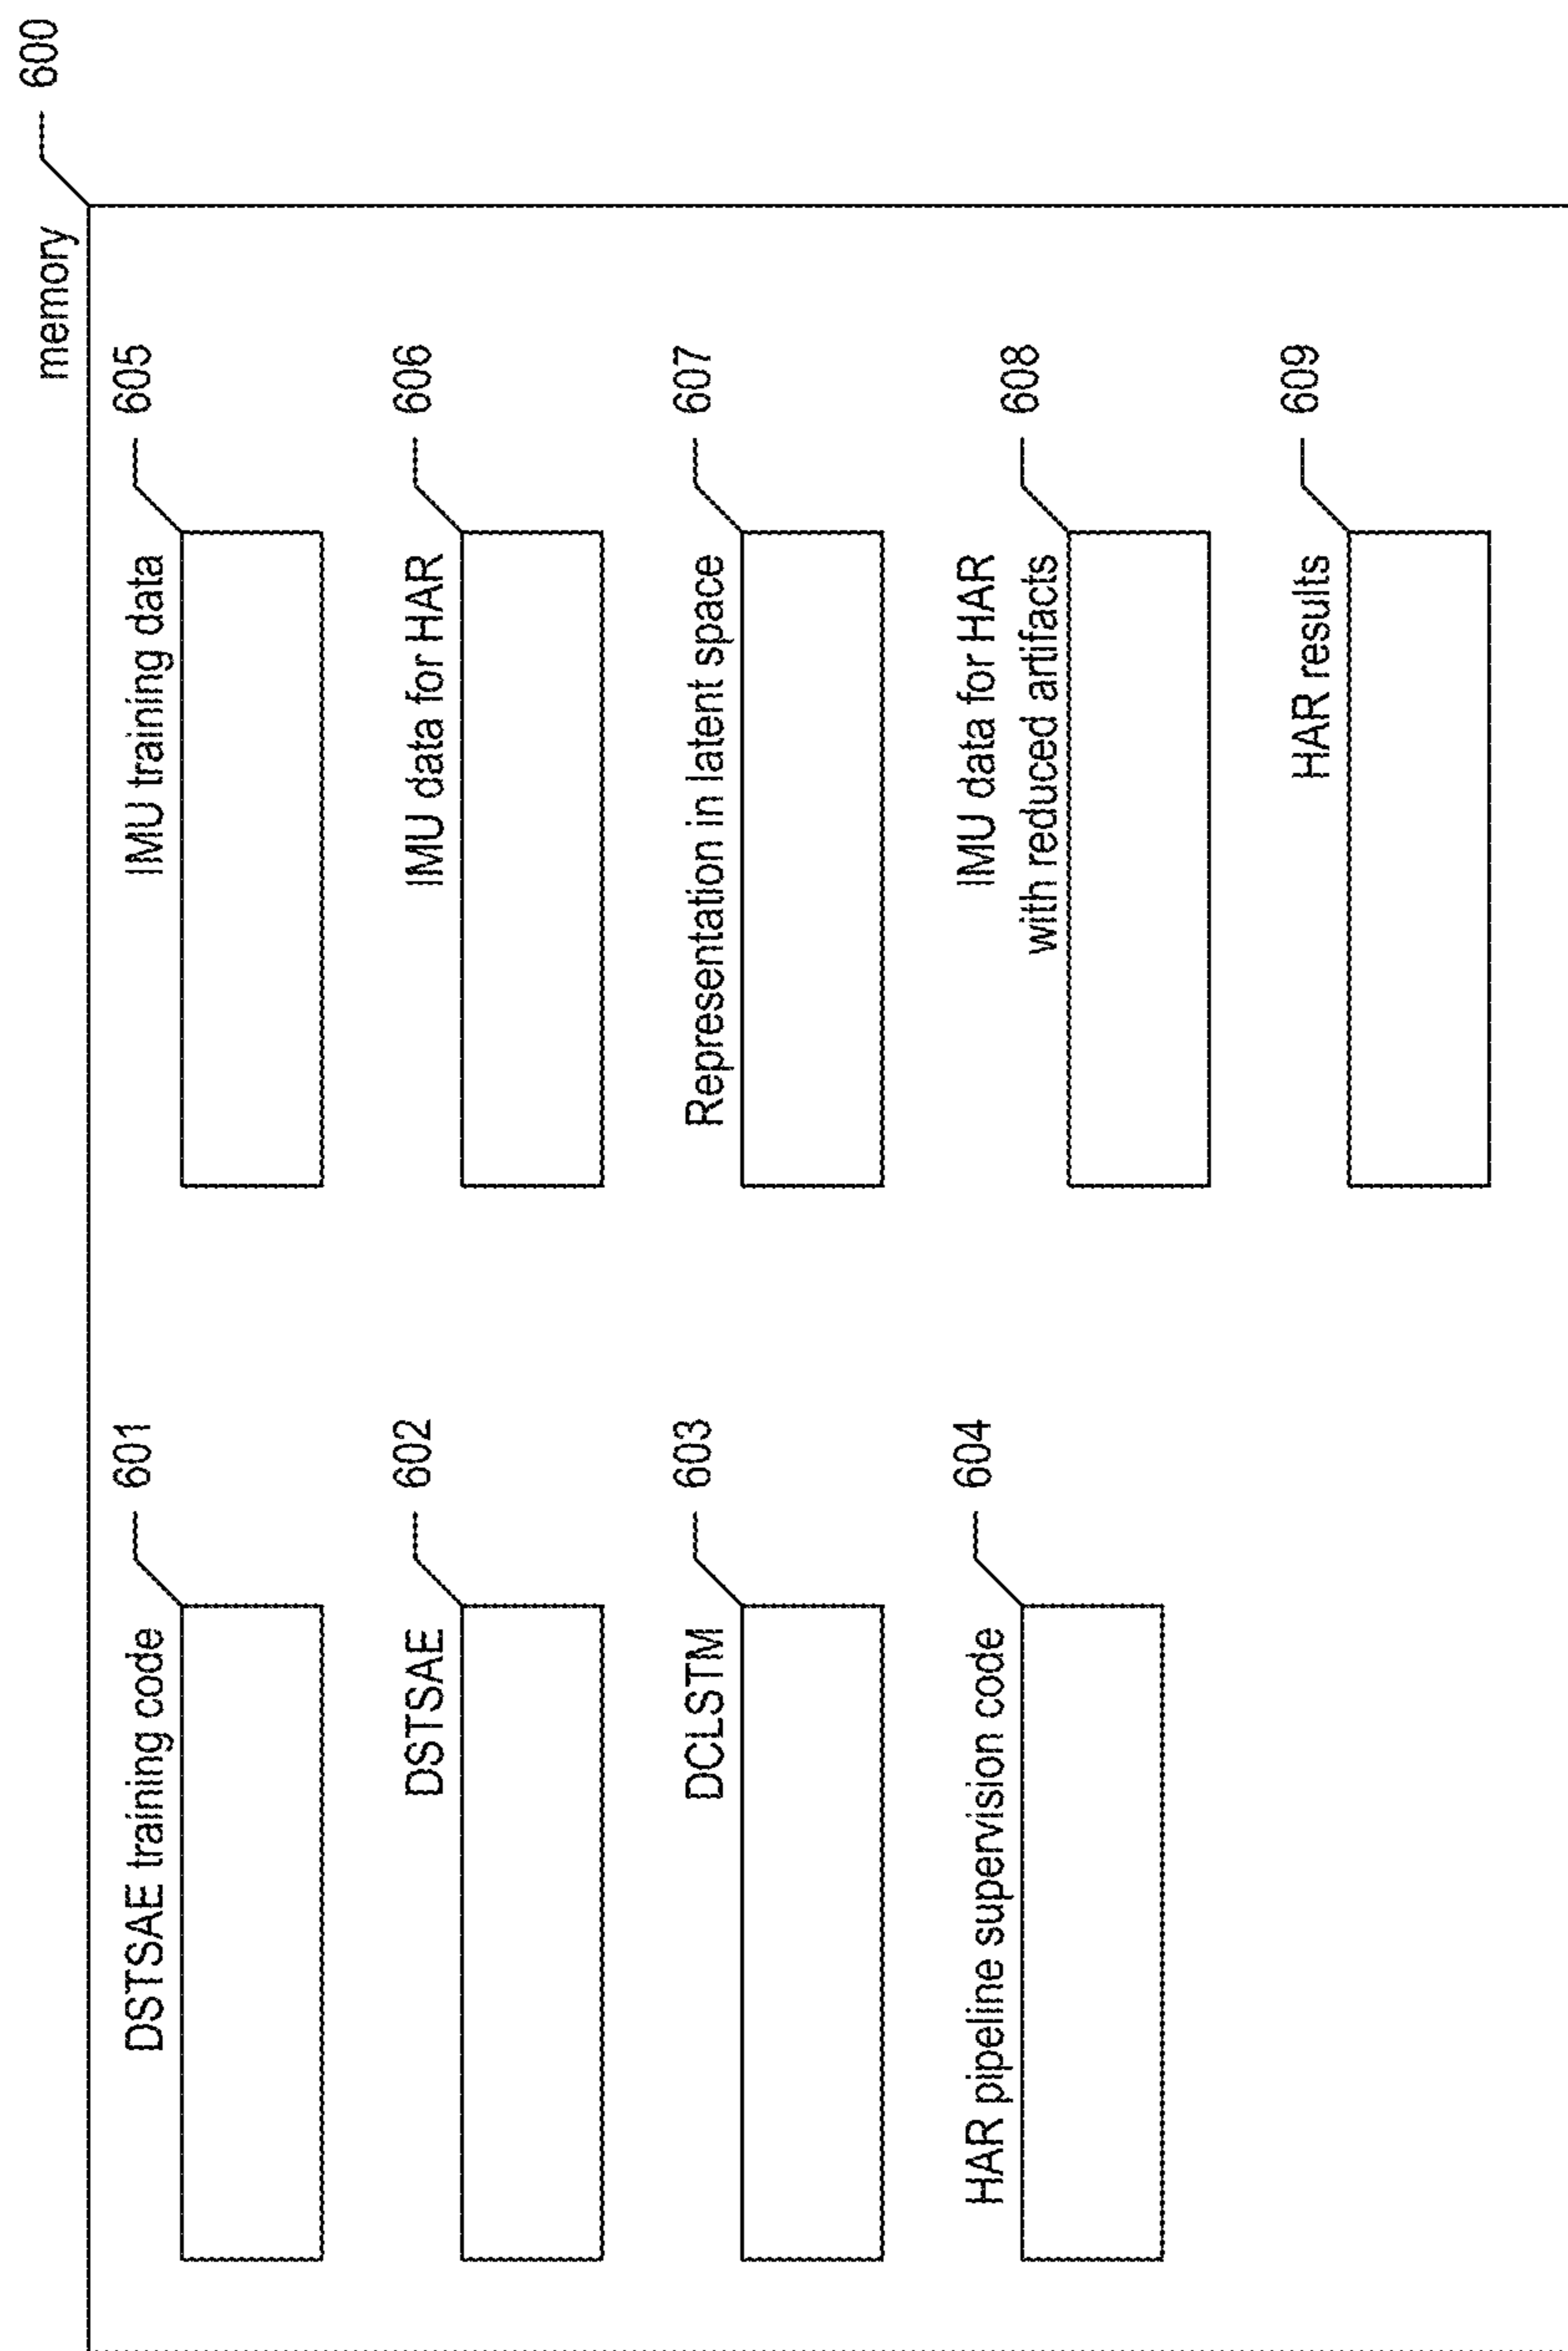 600
memory
601
DSTSAE training code
602
DSTSAE
603
DCLSTM
604
HAR pipeline supervision code
605
IMU training data
606
IMU data for HAR
607
Representation in latent space
608
IMU data for HAR
with reduced artifacts
609
HAR results